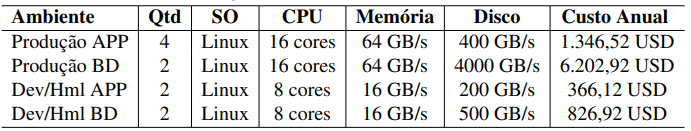 Ambiente Qtd SO CPU Memória Disco Custo Anual
Produção APP 4 Linux 16 cores 64 GB/s 400 GB/s 1.346,52 USD
Produção BD 2 Linux 16 cores 64 GB/s 4000 GB/s 6.202,92 USD
Dev/Hml APP 2 Linux 8 cores 16 GB/s 200 GB/s 366,12 USD
Dev/Hml BD 2 Linux 8 cores 16 GB/s 500 GB/s 826,92 USD